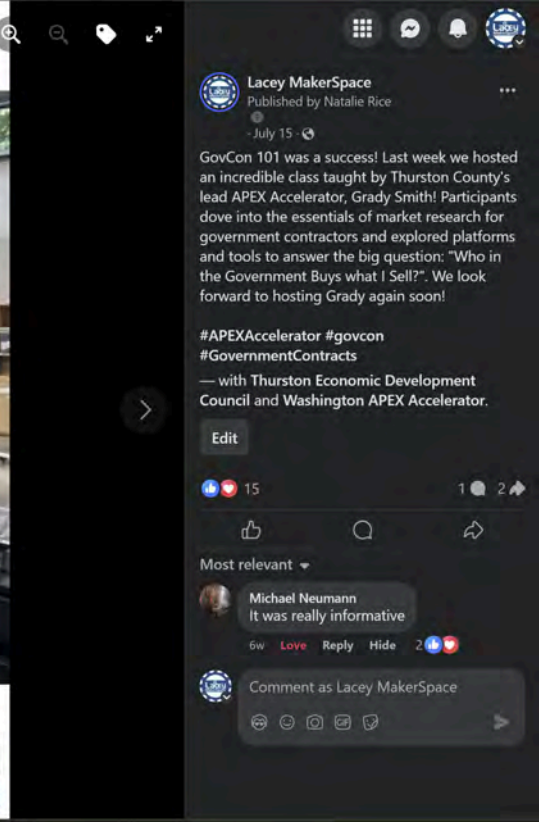 Lacey
Lacey MakerSpace
Published by Natalie Rice
· July 15 ·
GovCon 101 was a success! Last week we hosted
an incredible class taught by Thurston County's
lead APEX Accelerator, Grady Smith! Participants
dove into the essentials of market research for
government contractors and explored platforms
and tools to answer the big question: "Who in
the Government Buys what I Sell?". We look
forward to hosting Grady again soon!
#APEXAccelerator #govcon
#GovernmentContracts
— with Thurston Economic Development
Council and Washington APEX Accelerator.
Edit
15 1 2
Most relevant
Michael Neumann
It was really informative
6w Love Reply Hide 2
Comment as Lacey MakerSpace
GIF